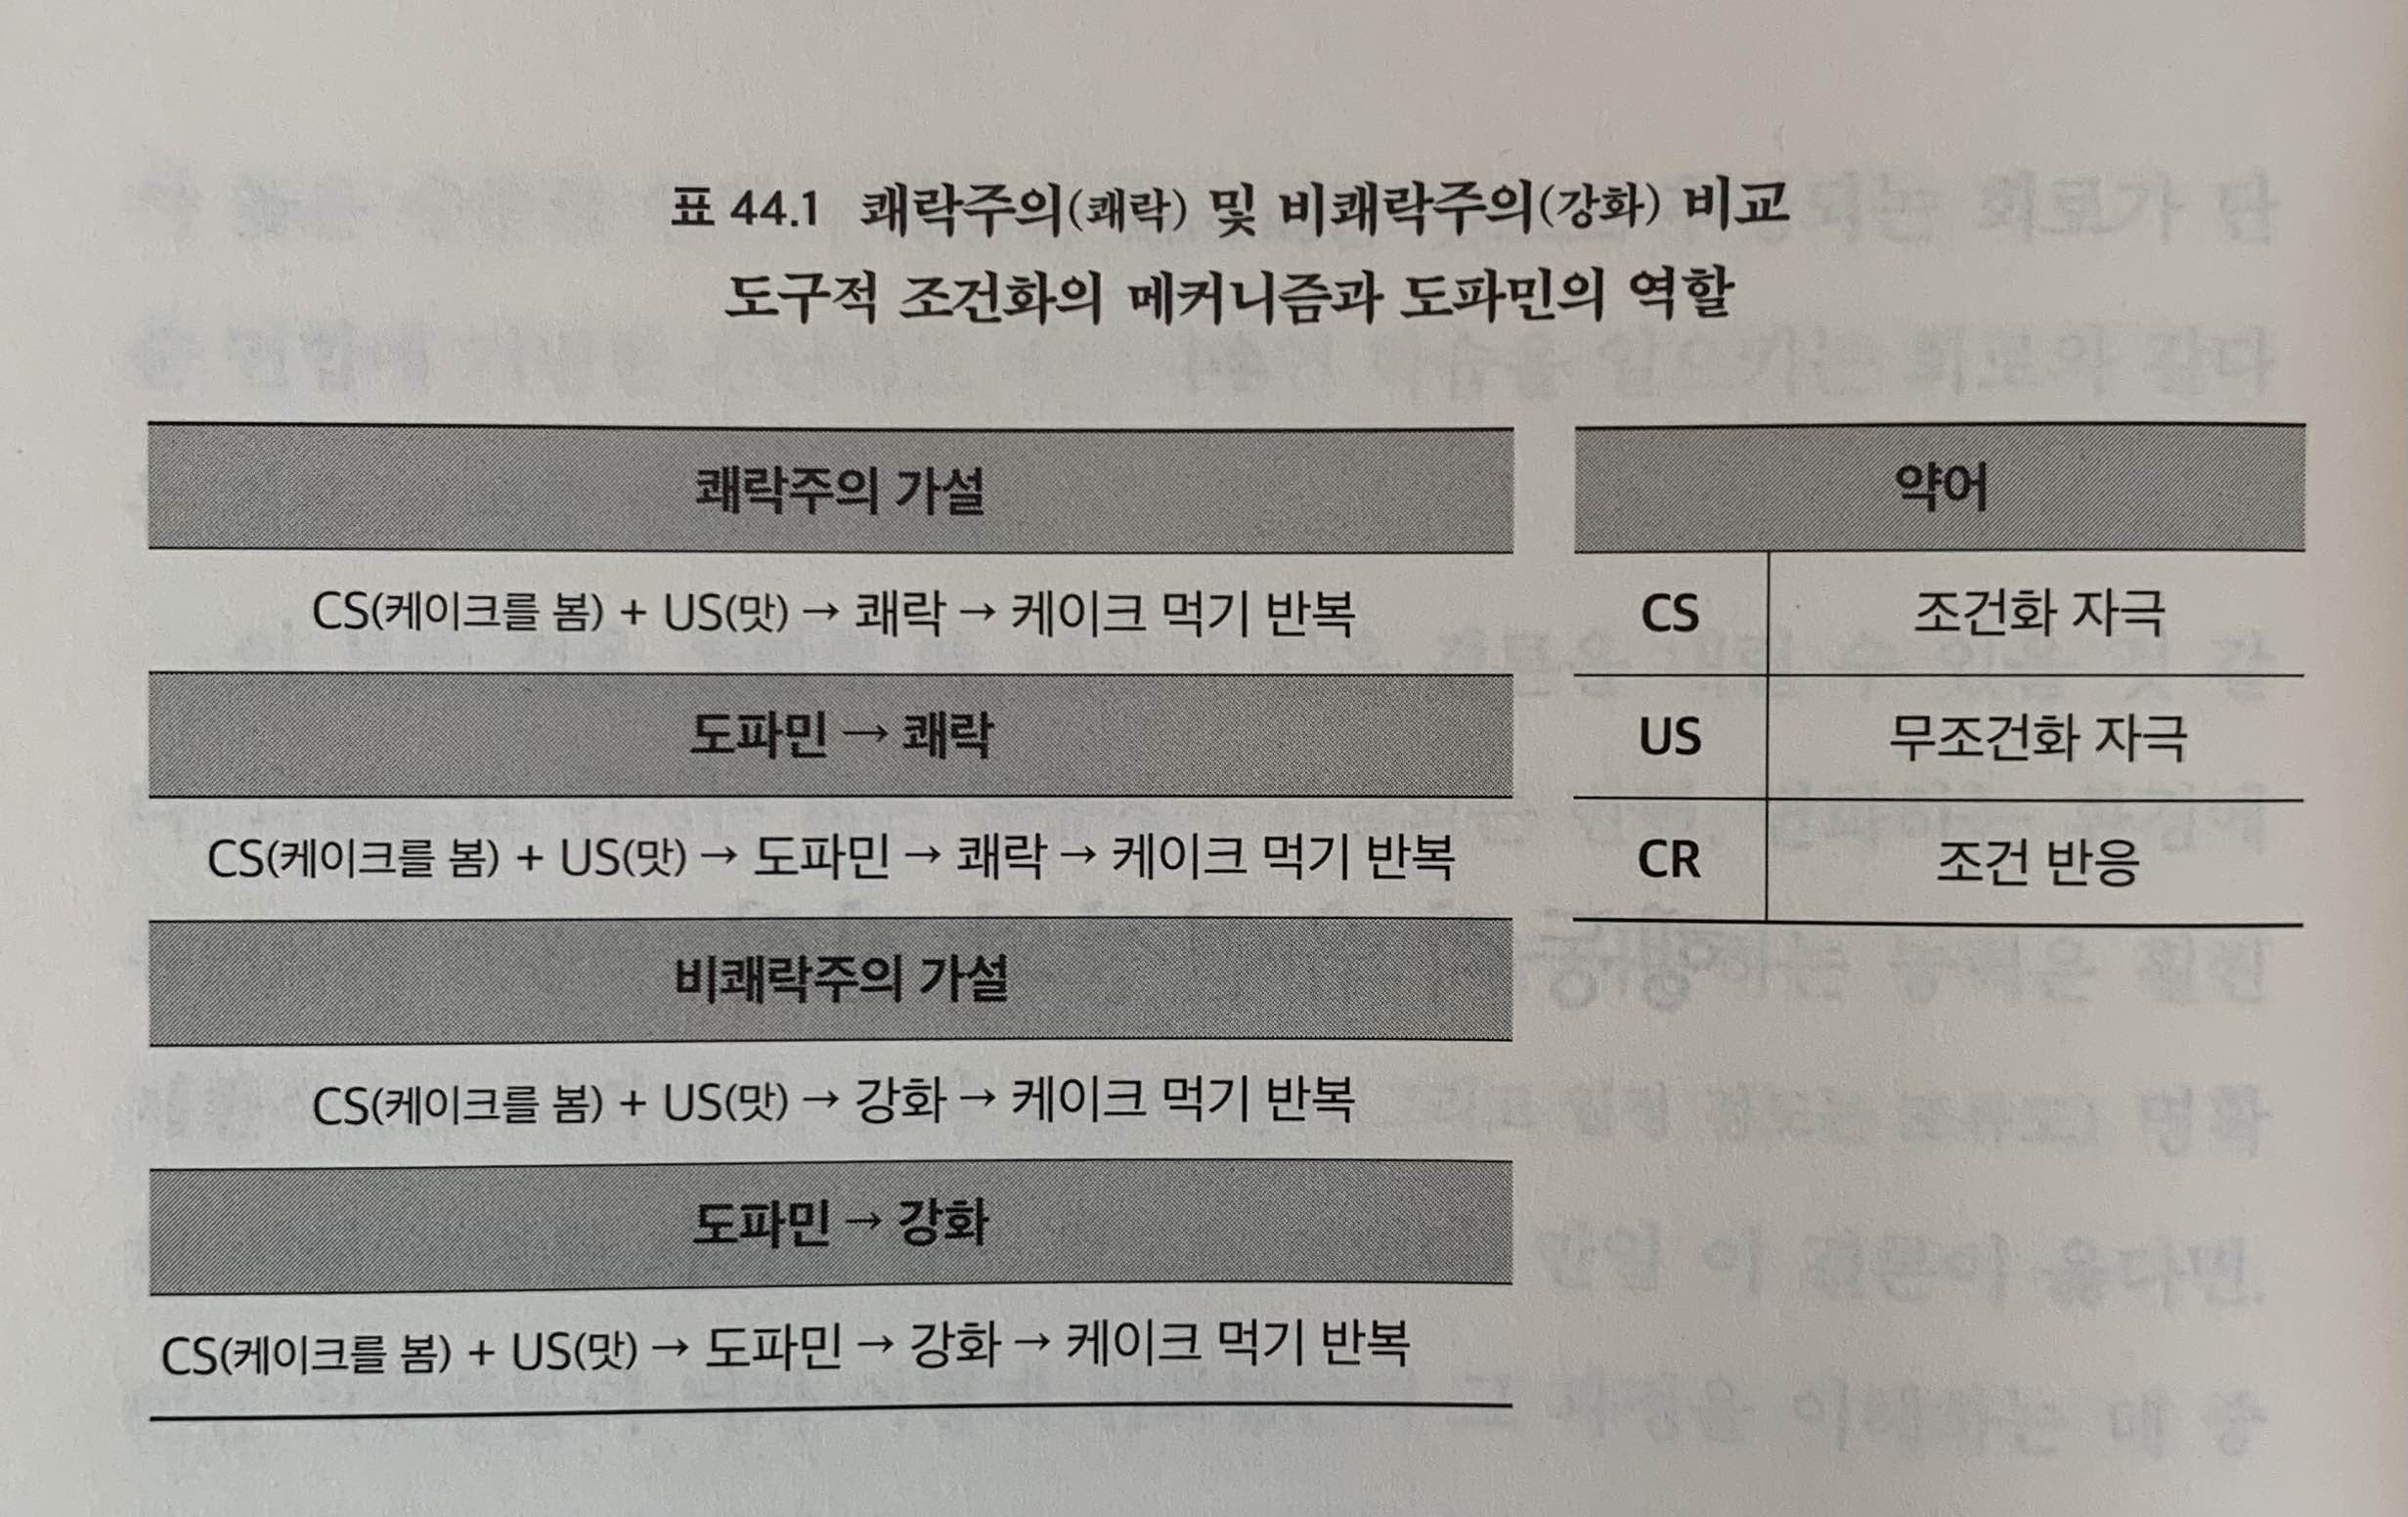 표 44.1 쾌락주의(쾌락) 및 비쾌락주의(강화) 비교
도구적 조건화의 메커니즘과 도파민의 역할
쾌락주의 가설
CS(케이크를 봄) + US(맛) → 쾌락 → 케이크 먹기 반복
도파민 → 쾌락
CS(케이크를 봄) + US(맛) → 도파민 → 쾌락 → 케이크 먹기 반복
비쾌락주의 가설
CS(케이크를 봄) + US(맛) → 강화 → 케이크 먹기 반복
도파민 → 강화
CS(케이크를 봄) + US(맛) → 도파민 → 강화 → 케이크 먹기 반복
약어
CS 조건화 자극
US 무조건화 자극
CR 조건 반응